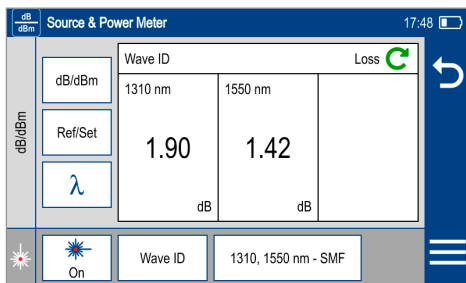 dB
dBm
Source & Power Meter
17:48
dB/dBm
dB/dBm
Ref/Set
λ
Wave ID
Loss
1310 nm
1550 nm
1.90
1.42
dB
dB
On
Wave ID
1310, 1550 nm - SMF